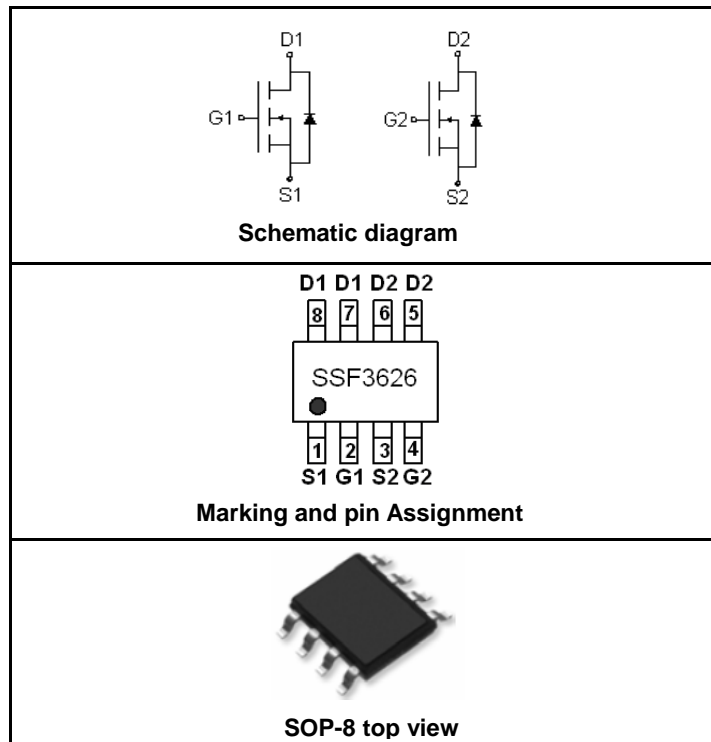 D1 D2
G1 G2
S1 S2
Schematic diagram
D1 D1 D2 D2
8 7 6 5
SSF3626
1 2 3 4
S1 G1 S2 G2
Marking and pin Assignment
SOP-8 top view